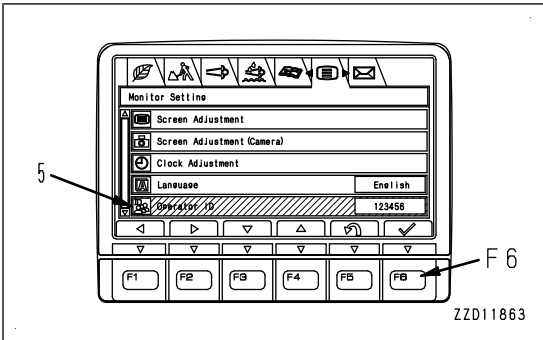 Monitor Setting
Screen Adjustment
Screen Adjustment (Camera)
Clock Adjustment
A Language English
5 Operator ID 123456
F1 F2 F3 F4 F5 F6
F6
ZZD11863